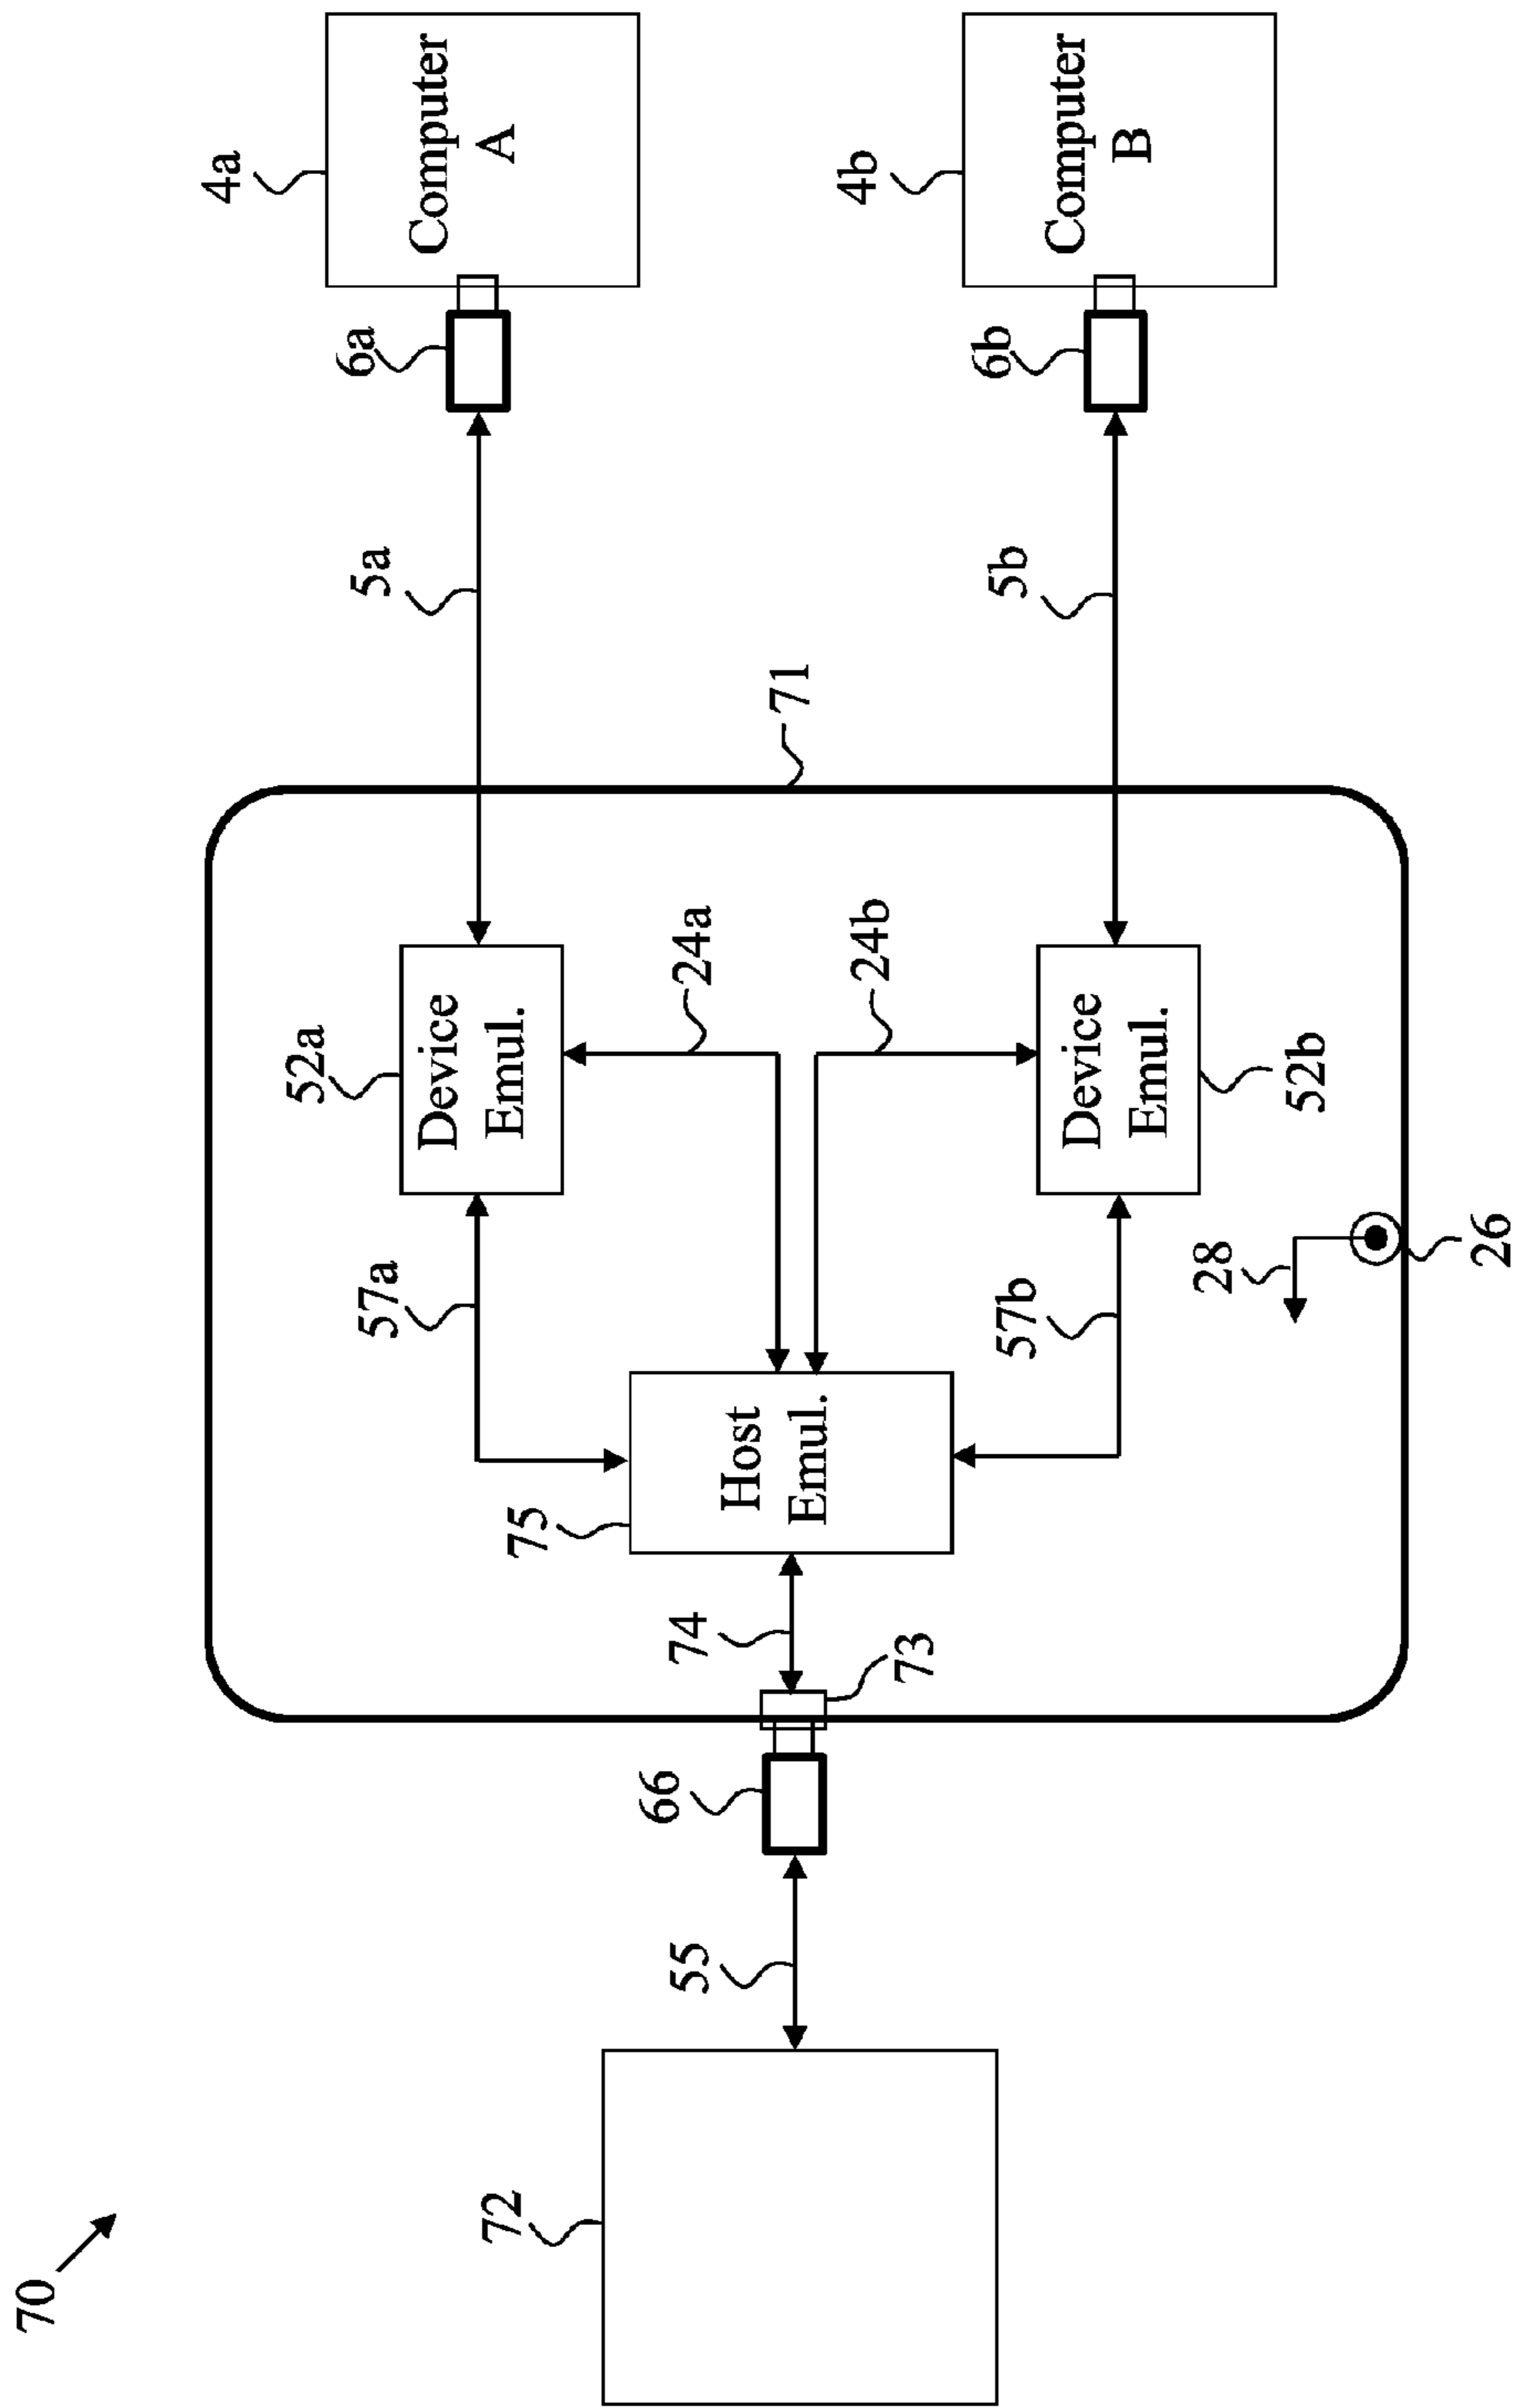 70
72
55
66
73
74
75
Host
Emul.
57a
57b
28
26
52a
Device
Emul.
24a
24b
Device
Emul.
52b
71
5a
5b
6a
6b
4a
Computer
A
4b
Computer
B